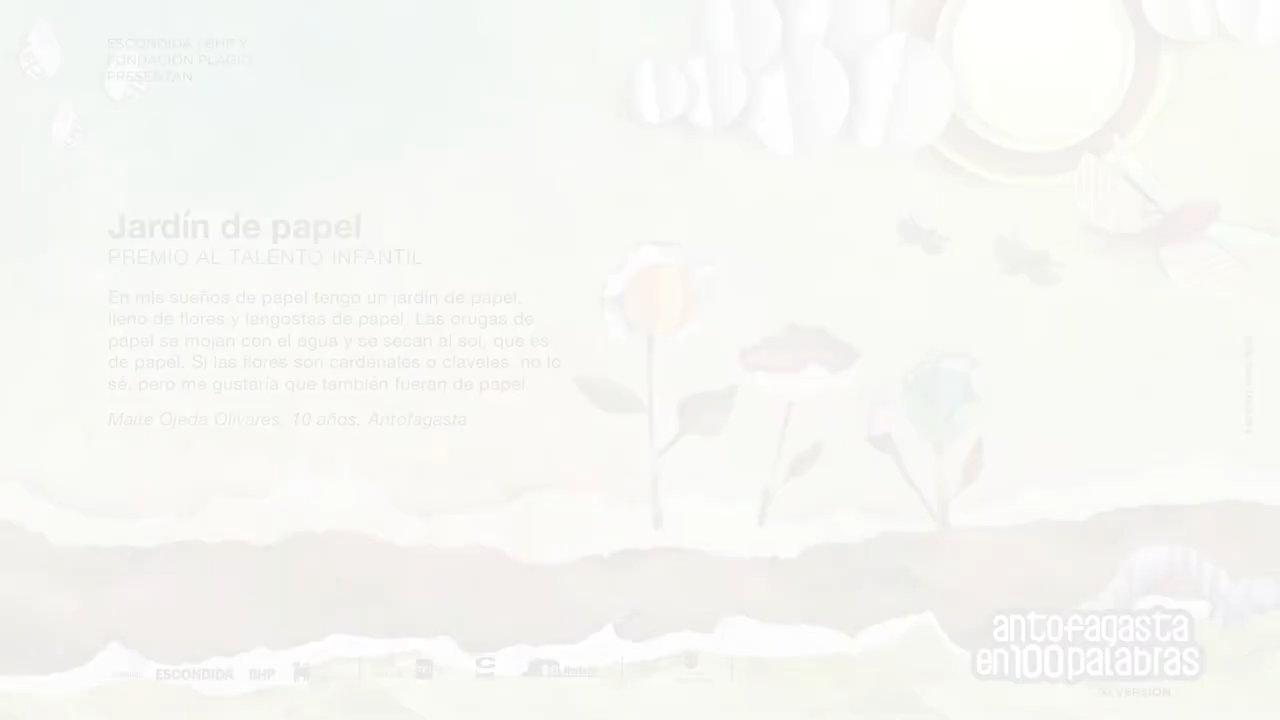 ESCONDIDA | BHP Y
FUNDACIÓN PLAGIO
PRESENTAN
Jardín de papel
PREMIO AL TALENTO INFANTIL
En mis sueños de papel tengo un jardín de papel,
lleno de flores y langostas de papel. Las orugas de
papel se mojan con el agua y se secan al sol, que es
de papel. Si las flores son cardenales o claveles, no lo
sé, pero me gustaría que también fueran de papel.
Maite Ojeda Olivares, 10 años, Antofagasta
ESCONDIDA BHP
antofagasta
en100palabras
XI VERSIÓN